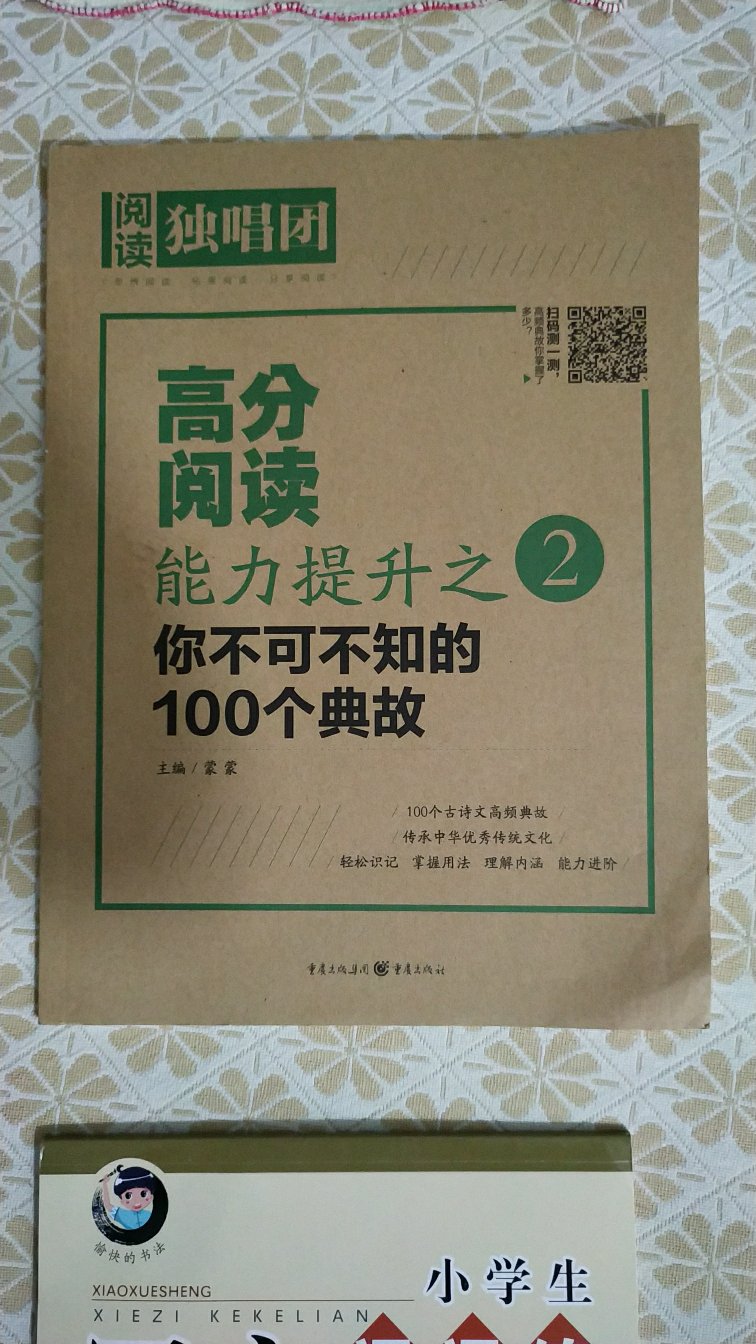 阅读
独唱团
扫码测一测，
高频典故你掌握了
多少？
高分
阅读
能力提升之2
你不可不知的
100个典故
主编/蒙 蒙
/ 100个古诗文高频典故 /
/ 传承中华优秀传统文化 /
/ 轻松识记 掌握用法 理解内涵 能力进阶 /
重庆出版集团 重庆出版社
愉快的书法
小学生
XIAOXUESHENG
XIEZI KEKELIAN